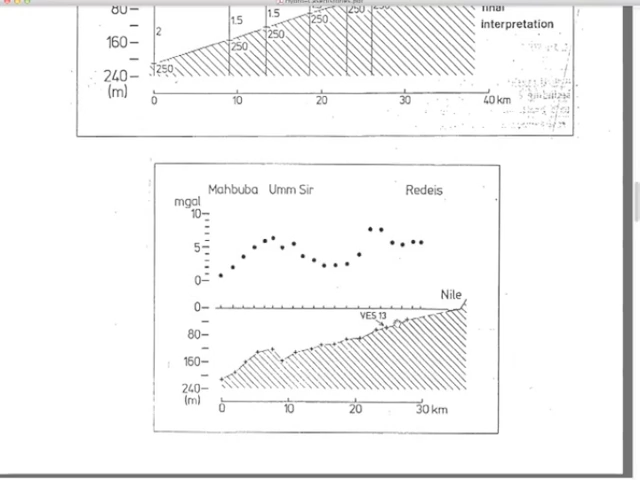 80
1.5
1.5
250
250
final
160
2
250
250
interpretation
240
250
(m)
0 10 20 30 40 km
Mahbuba Umm Sir Redeis
mgal
10
5
0
Nile
0
VES 13
80
160
240
(m)
0 10 20 30 km